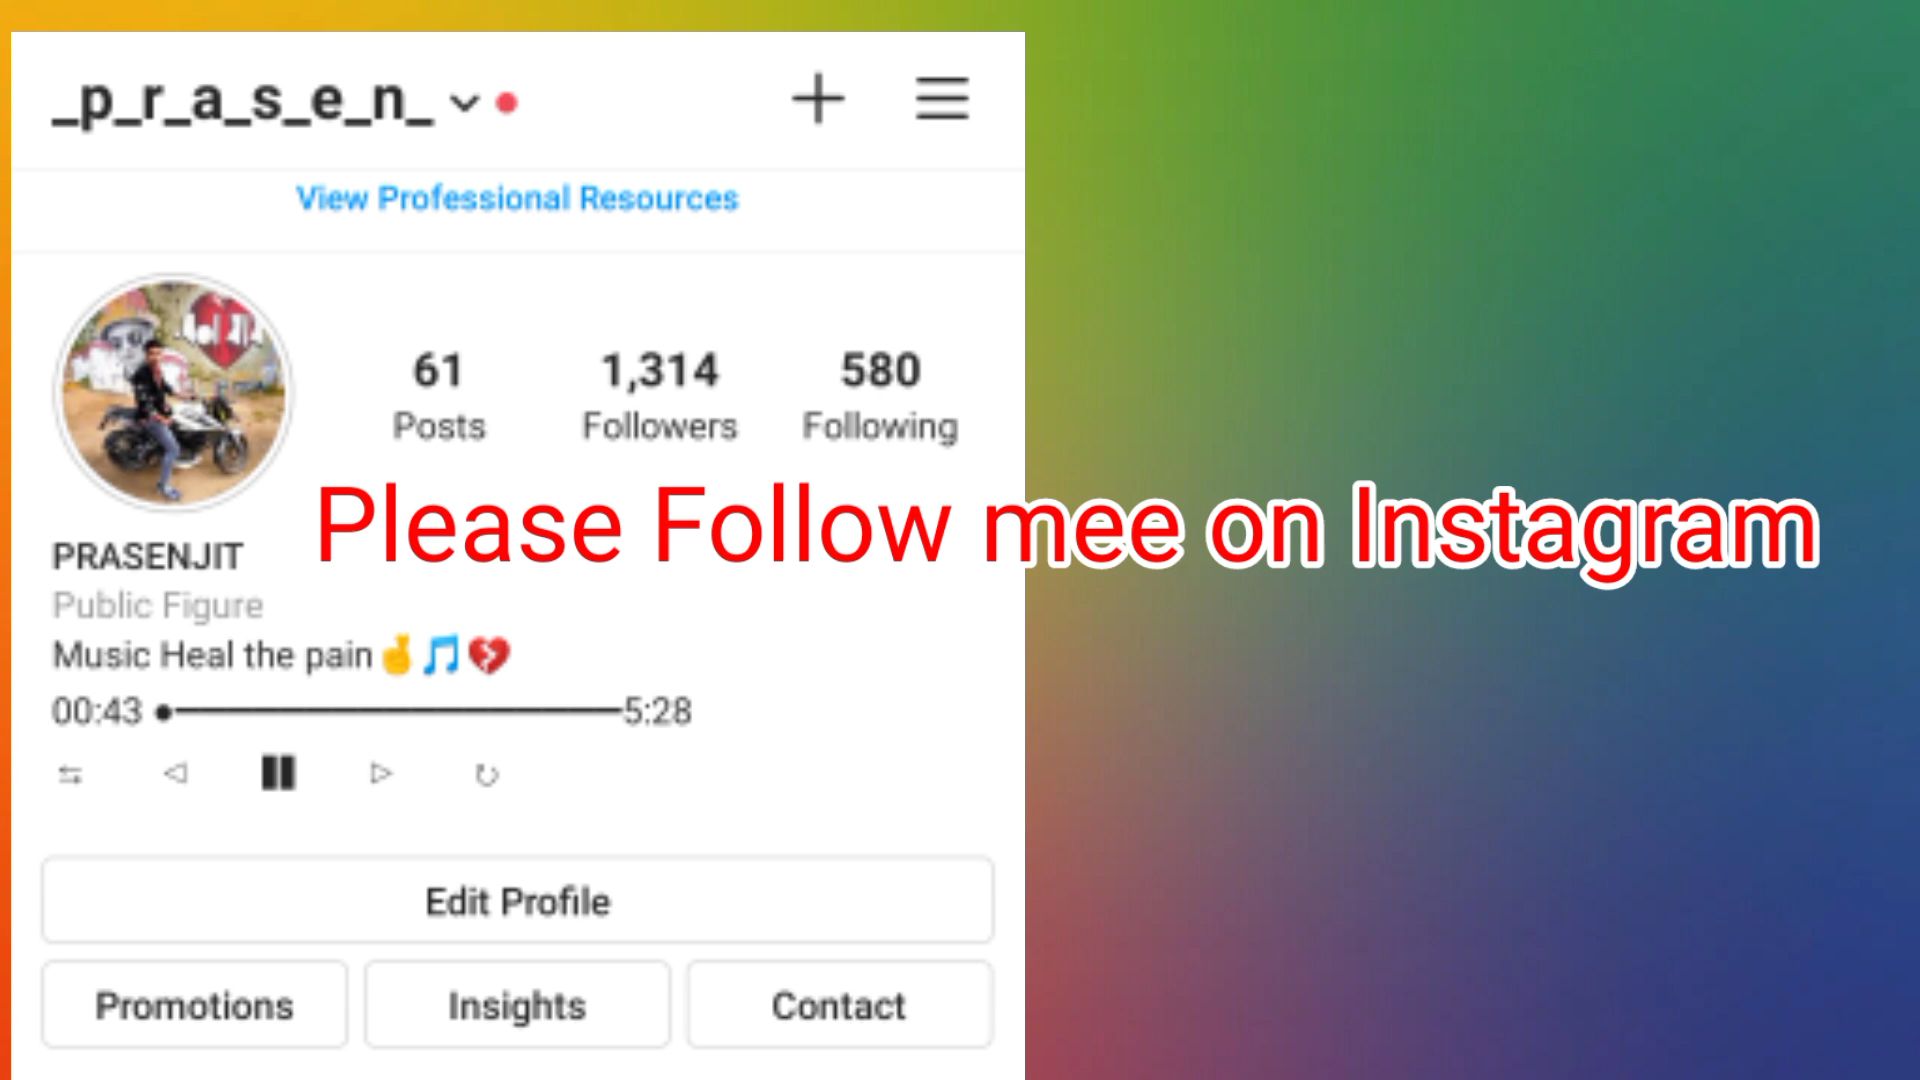 _p_r_a_s_e_n_
View Professional Resources
61 1,314 580
Posts Followers Following
Please Follow mee on Instagram
PRASENJIT
Public Figure
Music Heal the pain🤞🎵💔
00:43 ●━━━━━━─5:28
⇆ ◁ ❚❚ ▷ ↻
Edit Profile
Promotions Insights Contact